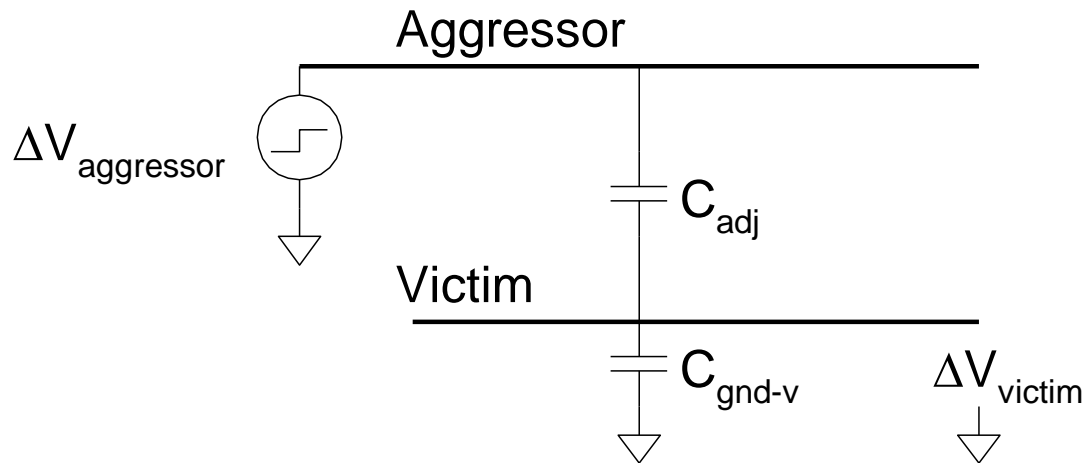 Aggressor
ΔVaggressor
Cadj
Victim
Cgnd-v
ΔVvictim